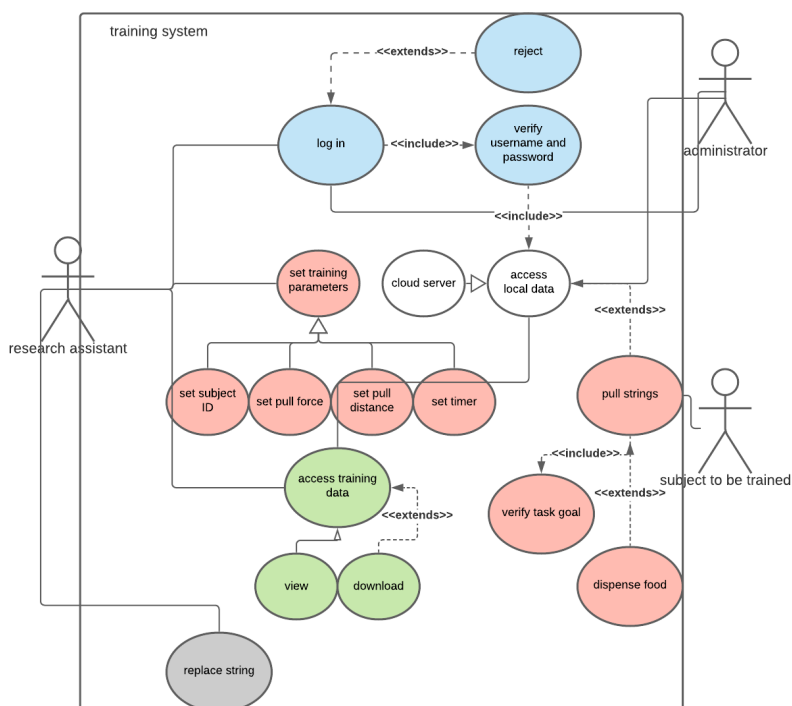 training system
reject
<<extends>>
log in
<<include>>
verify
username and
password
administrator
<<include>>
set training
parameters
cloud server
access
local data
<<extends>>
research assistant
set subject
ID
set pull force
set pull
distance
set timer
pull strings
<<include>>
subject to be trained
access training
data
<<extends>>
<<extends>>
verify task goal
view
download
dispense food
replace string